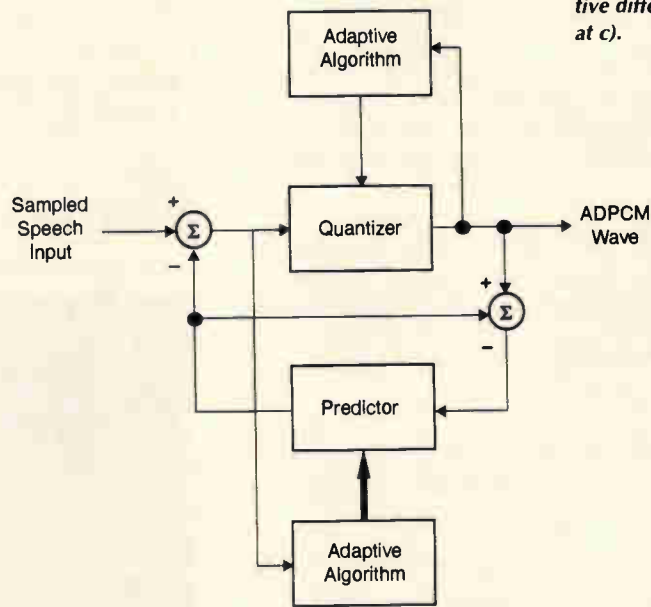 tive diffe
at c).
Adaptive
Algorithm
Sampled
Speech
Input
+
Σ
−
Quantizer
ADPCM
Wave
+
Σ
−
Predictor
Adaptive
Algorithm